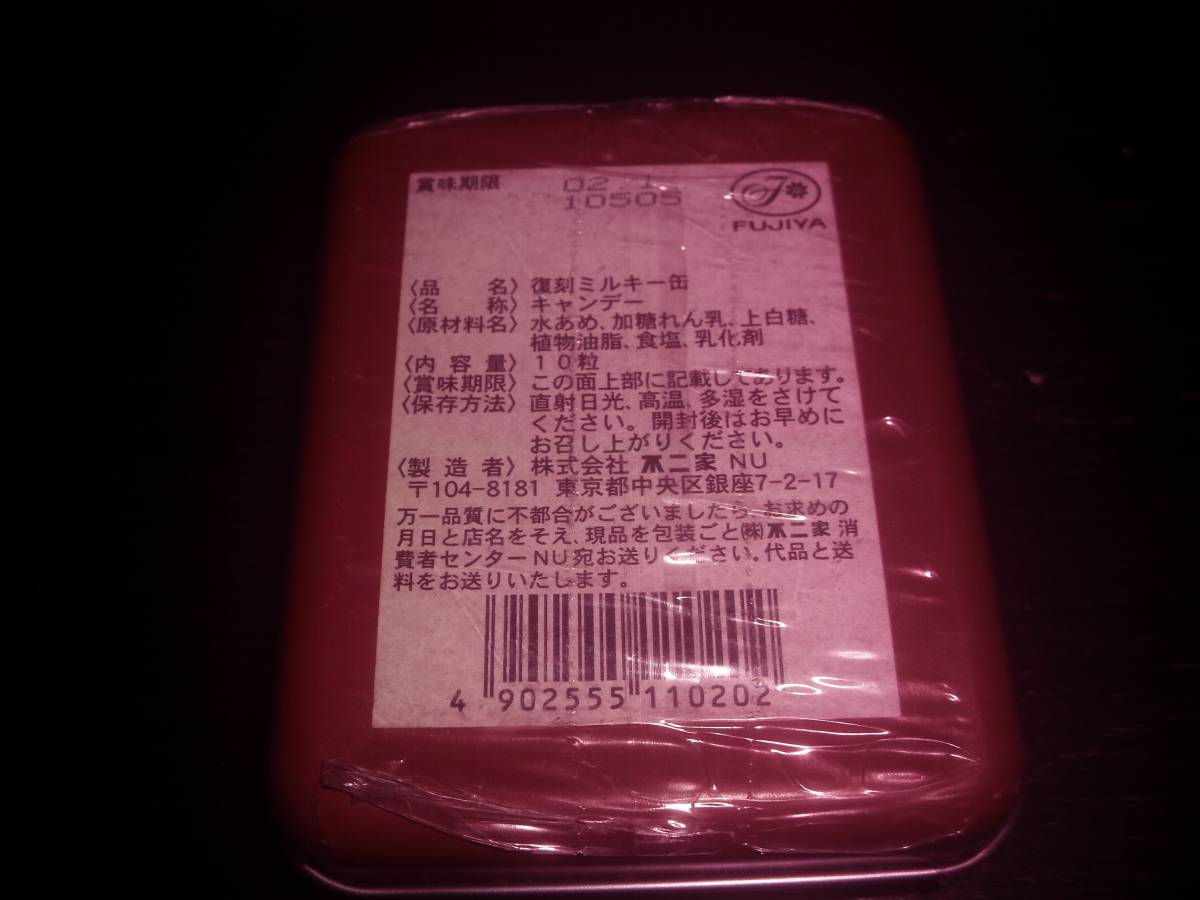 賞味期限 02.1
10505
FUJIYA
〈品名〉復刻ミルキー缶
〈名称〉キャンデー
〈原材料名〉水あめ、加糖れん乳、上白糖、
植物油脂、食塩、乳化剤
〈内容量〉10粒
〈賞味期限〉この面上部に記載してあります。
〈保存方法〉直射日光、高温、多湿をさけて
ください。開封後はお早めに
お召し上がりください。
〈製造者〉株式会社 不二家 NU
〒104-8181 東京都中央区銀座7-2-17
万一品質に不都合がございましたら、お求めの
月日と店名をそえ、現品を包装ごと㈱不二家 消
費者センターNU宛お送りください。代品と送
料をお送りいたします。
4 902555 110202